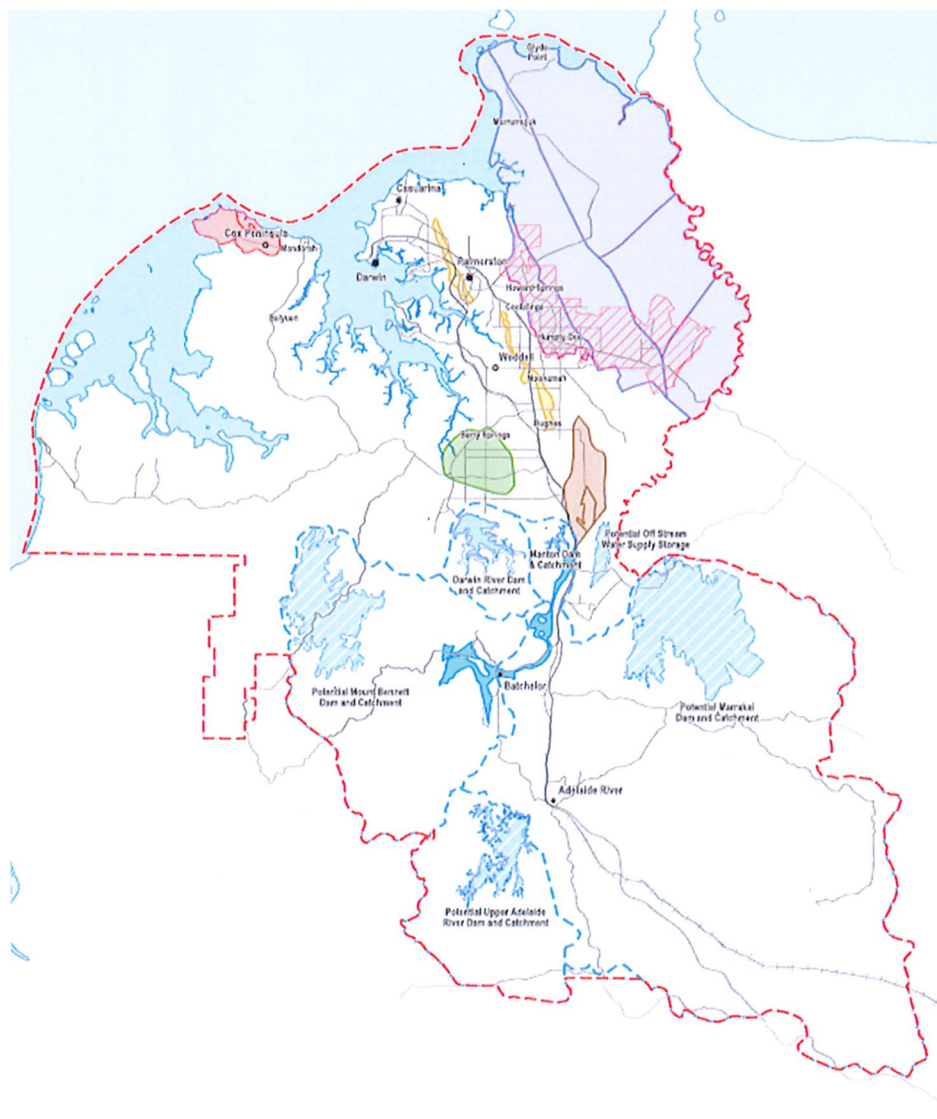 Glyde
Point
Murrumujuk
Casuarina
Cox Peninsula
Mandorah
Darwin
Palmerston
Howard Springs
Coolalinga
Belyuen
Humpty Doo
Weddell
Noonamah
Hughes
Berry Springs
Potential Off Stream
Water Supply Storage
Manton Dam
& Catchment
Darwin River Dam
and Catchment
Batchelor
Potential Mount Bennett
Dam and Catchment
Potential Marrakai
Dam and Catchment
Adelaide River
Potential Upper Adelaide
River Dam and Catchment